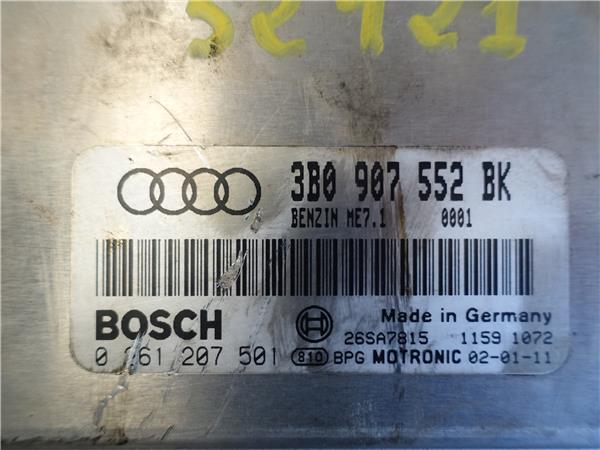 52421
3B0 907 552 BK
BENZIN ME7.1 0001
BOSCH
Made in Germany
26SA7815 1159 1072
0 261 207 501 810 BPG MOTRONIC 02-01-11